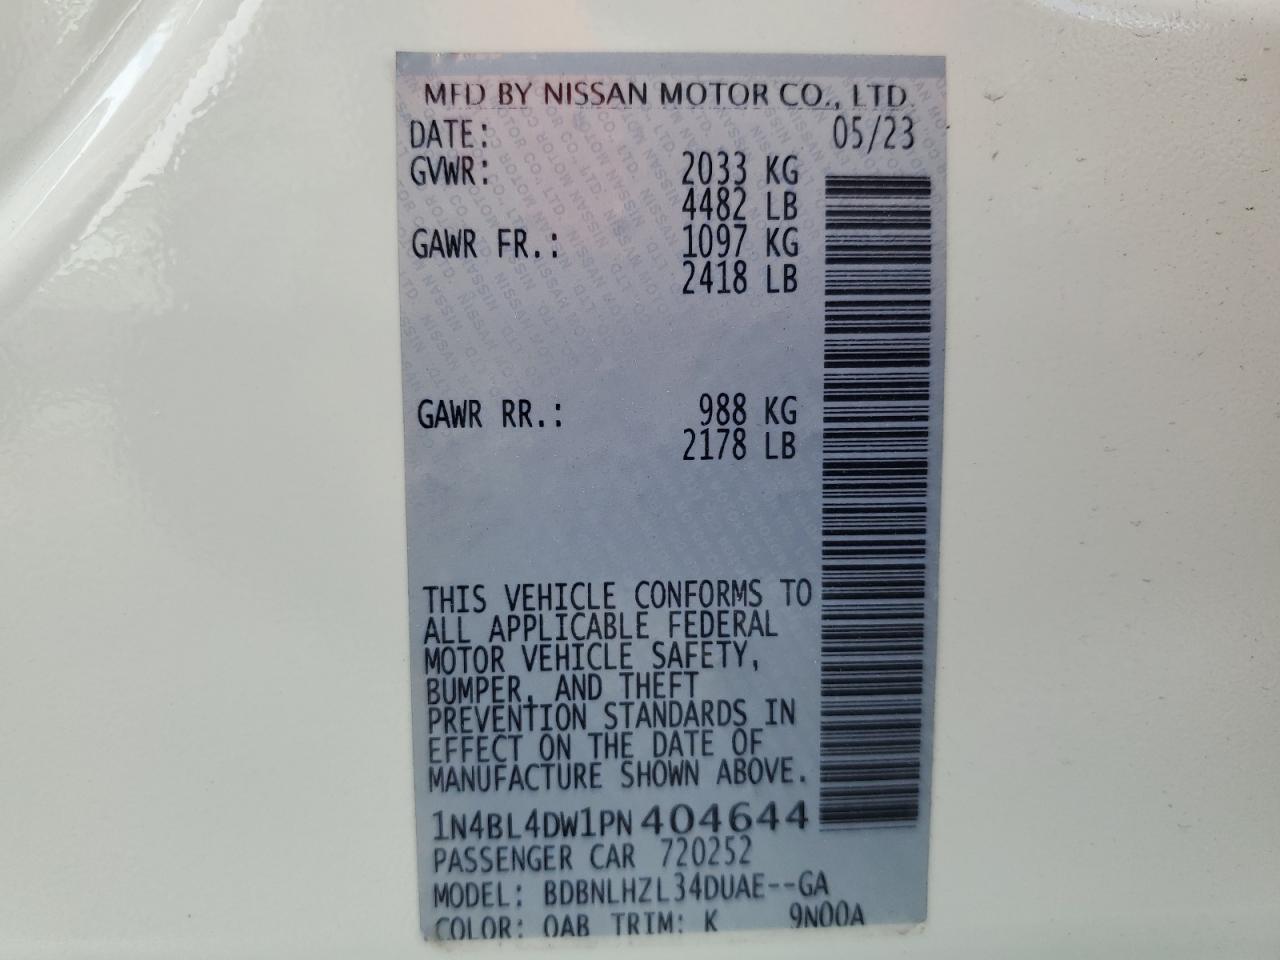 MFD BY NISSAN MOTOR CO., LTD.
DATE: 05/23
GVWR: 2033 KG
4482 LB
GAWR FR.: 1097 KG
2418 LB
GAWR RR.: 988 KG
2178 LB
THIS VEHICLE CONFORMS TO
ALL APPLICABLE FEDERAL
MOTOR VEHICLE SAFETY,
BUMPER, AND THEFT
PREVENTION STANDARDS IN
EFFECT ON THE DATE OF
MANUFACTURE SHOWN ABOVE.
1N4BL4DW1PN404644
PASSENGER CAR 720252
MODEL: BDBNLHZL34DUAE--GA
COLOR: QAB TRIM: K 9N00A